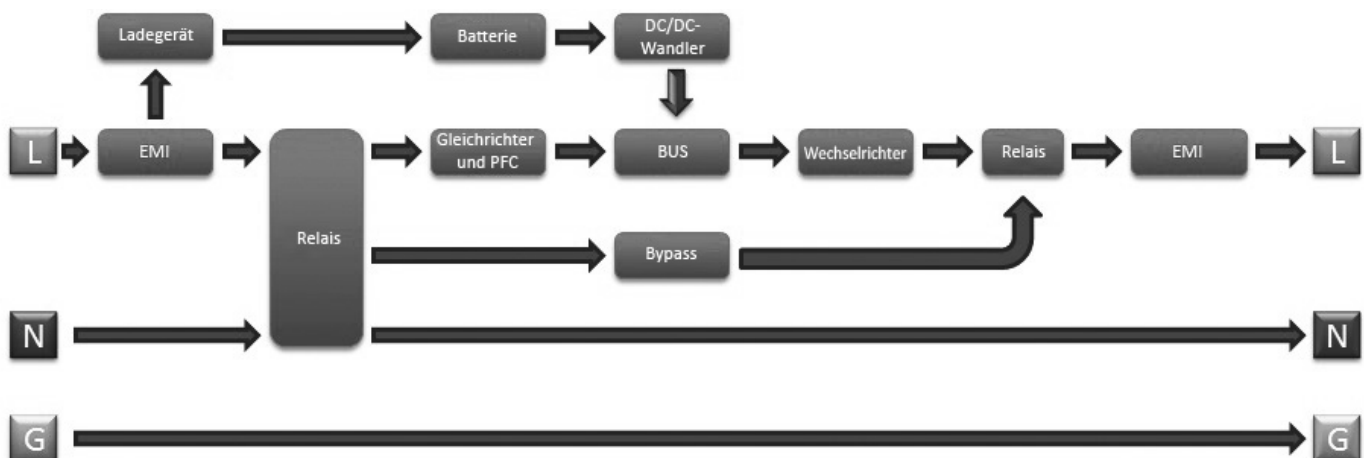 Ladegerät
Batterie
DC/DC-
Wandler
L
EMI
Gleichrichter
und PFC
BUS
Wechselrichter
Relais
EMI
L
Relais
Bypass
N
N
G
G